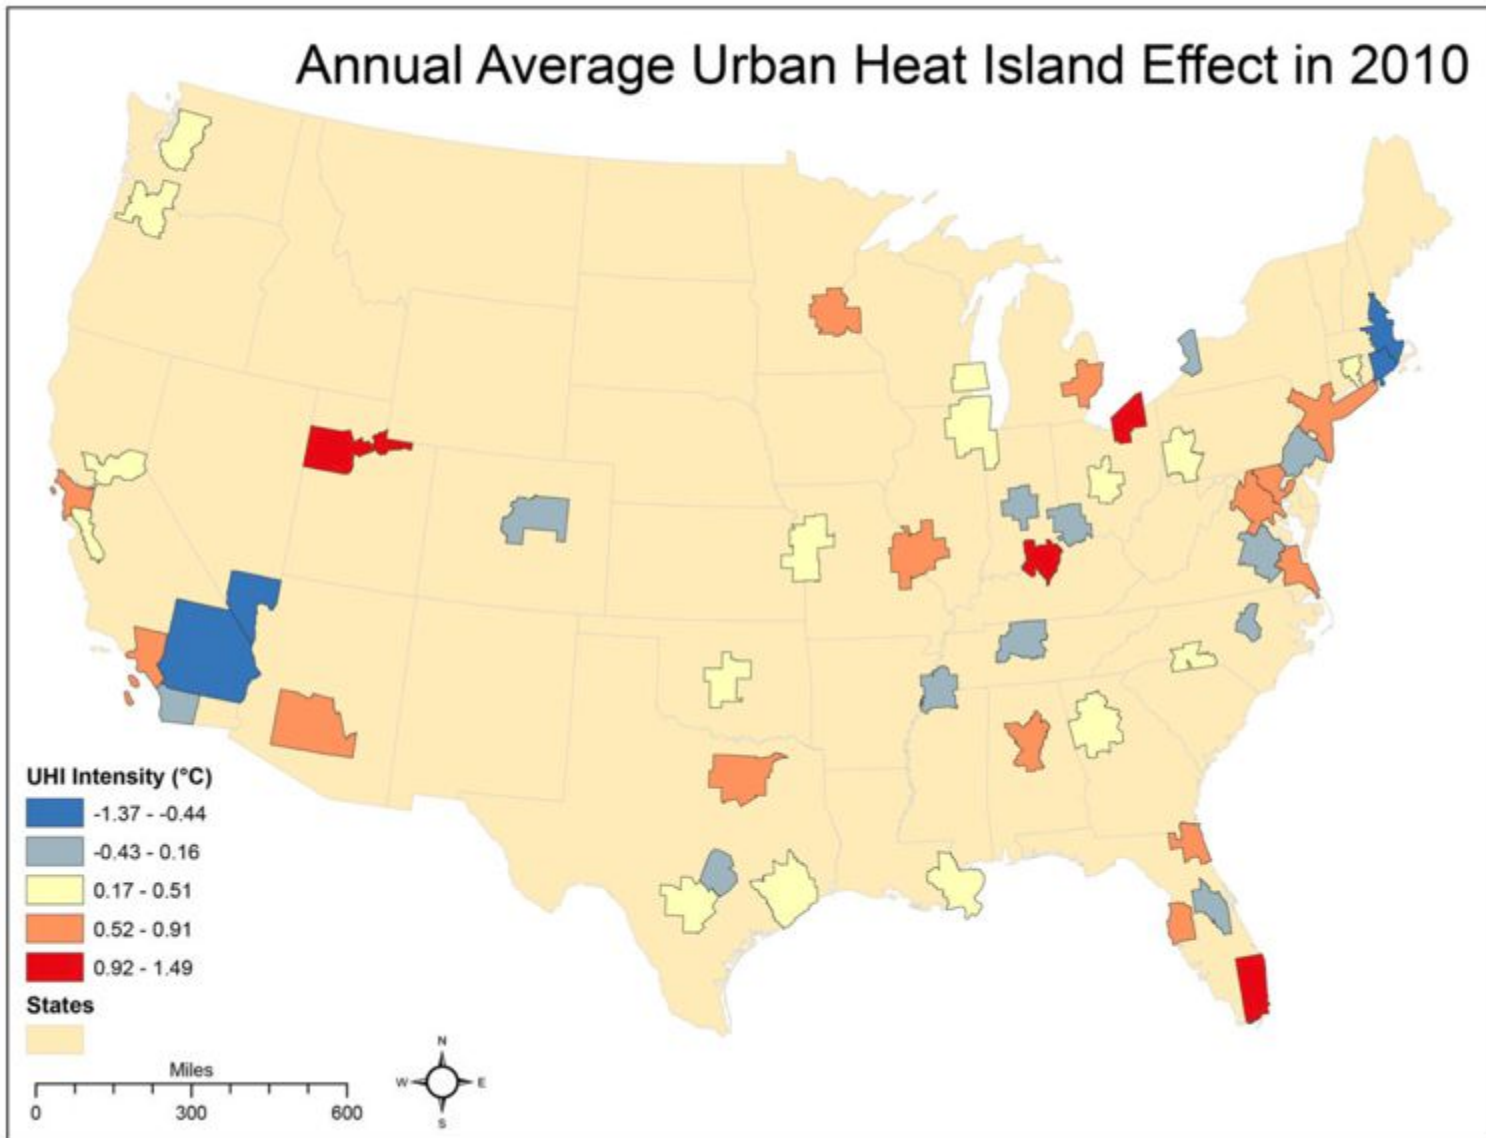 Annual Average Urban Heat Island Effect in 2010
UHI Intensity (°C)
-1.37 - -0.44
-0.43 - 0.16
0.17 - 0.51
0.52 - 0.91
0.92 - 1.49
States
Miles
0 300 600
N
W E
S